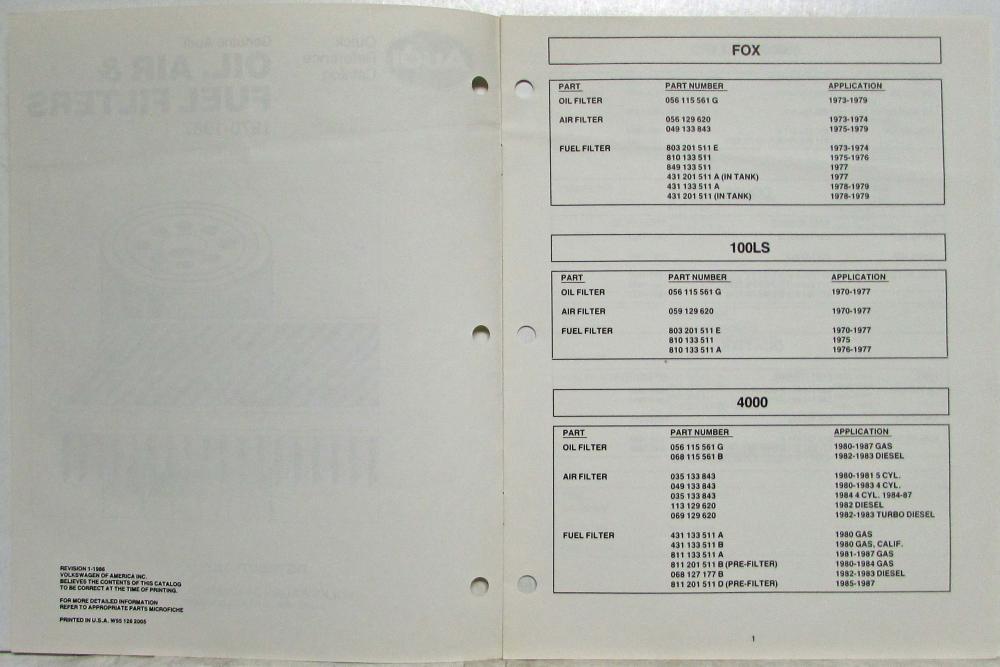 REVISION 1-1986
VOLKSWAGEN OF AMERICA INC.
BELIEVES THE CONTENTS OF THIS CATALOG
TO BE CORRECT AT THE TIME OF PRINTING.
FOR MORE DETAILED INFORMATION
REFER TO APPROPRIATE PARTS MICROFICHE
PRINTED IN U.S.A. W55 126 2005
FOX
PART PART NUMBER APPLICATION
OIL FILTER 056 115 561 G 1973-1979
AIR FILTER 056 129 620 1973-1974
049 133 843 1975-1979
FUEL FILTER 803 201 511 E 1973-1974
810 133 511 1975-1976
849 133 511 1977
431 201 511 A (IN TANK) 1977
431 133 511 A 1978-1979
431 201 511 (IN TANK) 1978-1979
100LS
PART PART NUMBER APPLICATION
OIL FILTER 056 115 561 G 1970-1977
AIR FILTER 059 129 620 1970-1977
FUEL FILTER 803 201 511 E 1970-1977
810 133 511 1975
810 133 511 A 1976-1977
4000
PART PART NUMBER APPLICATION
OIL FILTER 056 115 561 G 1980-1987 GAS
068 115 561 B 1982-1983 DIESEL
AIR FILTER 035 133 843 1980-1981 5 CYL.
049 133 843 1980-1983 4 CYL.
035 133 843 1984 4 CYL. 1984-87
113 129 620 1982 DIESEL
069 129 620 1982-1983 TURBO DIESEL
FUEL FILTER 431 133 511 A 1980 GAS
431 133 511 B 1980 GAS, CALIF.
811 133 511 A 1981-1987 GAS
811 201 511 B (PRE-FILTER) 1980-1984 GAS
068 127 177 B 1982-1983 DIESEL
811 201 511 D (PRE-FILTER) 1985-1987
1